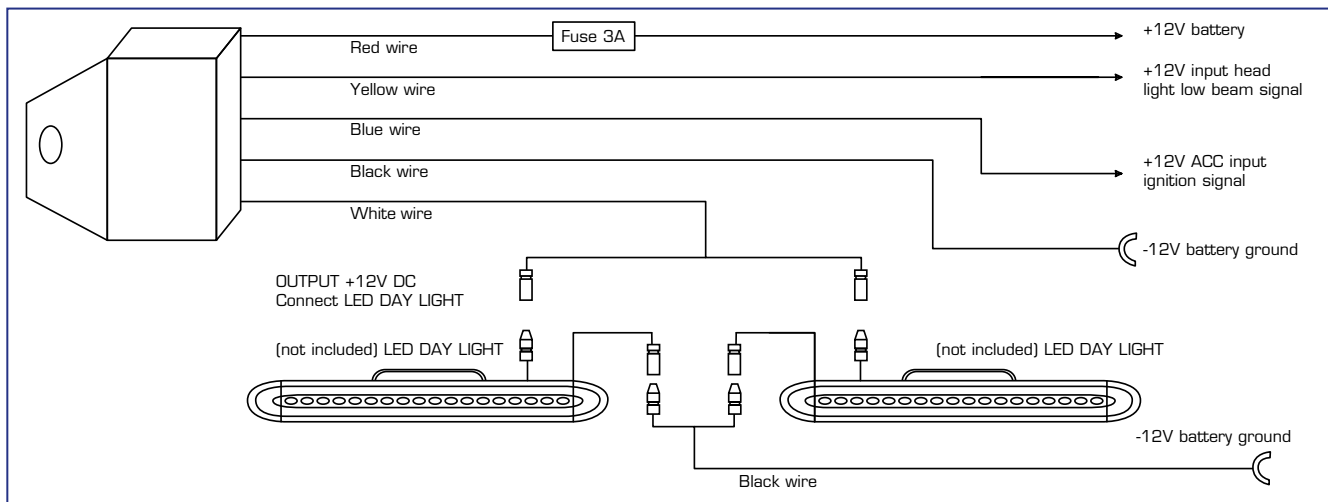 Red wire
Fuse 3A
+12V battery
Yellow wire
+12V input head
light low beam signal
Blue wire
Black wire
+12V ACC input
ignition signal
White wire
-12V battery ground
OUTPUT +12V DC
Connect LED DAY LIGHT
(not included) LED DAY LIGHT
(not included) LED DAY LIGHT
-12V battery ground
Black wire